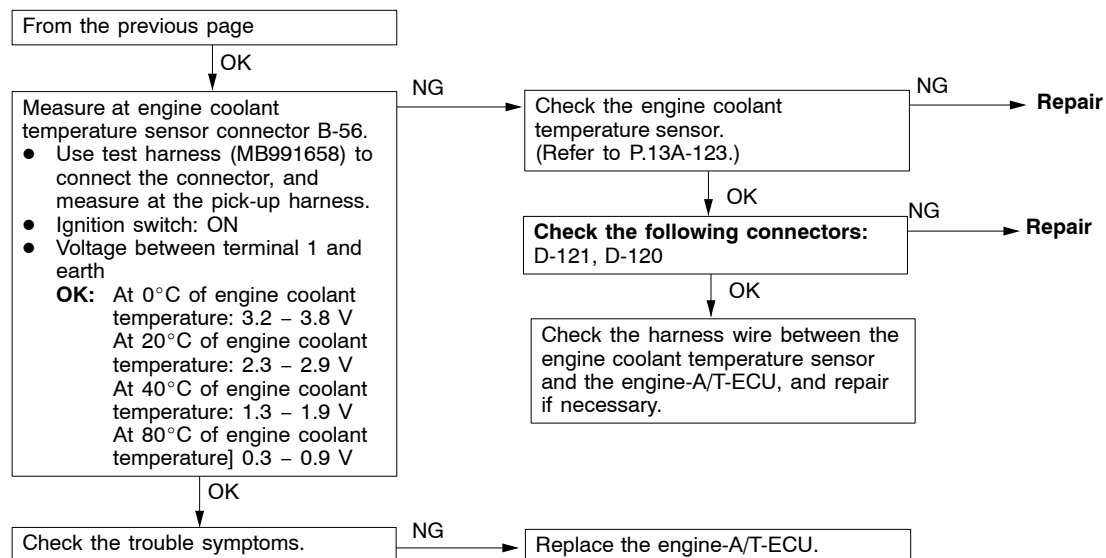 From the previous page
OK
Measure at engine coolant
temperature sensor connector B-56.
● Use test harness (MB991658) to
connect the connector, and
measure at the pick-up harness.
● Ignition switch: ON
● Voltage between terminal 1 and
earth
OK: At 0°C of engine coolant
temperature: 3.2 – 3.8 V
At 20°C of engine coolant
temperature: 2.3 – 2.9 V
At 40°C of engine coolant
temperature: 1.3 – 1.9 V
At 80°C of engine coolant
temperature] 0.3 – 0.9 V
NG
Check the engine coolant
temperature sensor.
(Refer to P.13A-123.)
NG
Repair
OK
Check the following connectors:
D-121, D-120
NG
Repair
OK
Check the harness wire between the
engine coolant temperature sensor
and the engine-A/T-ECU, and repair
if necessary.
OK
Check the trouble symptoms.
NG
Replace the engine-A/T-ECU.